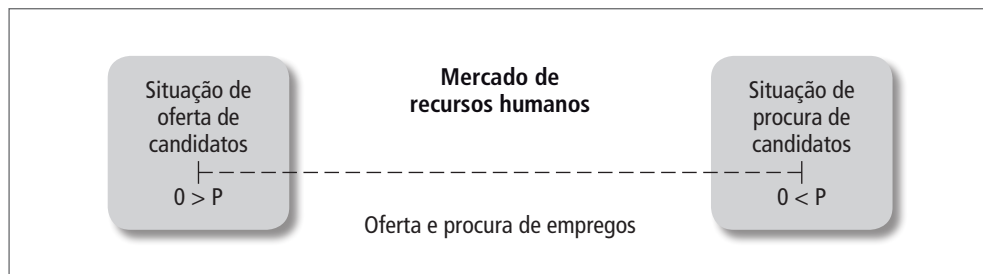 Situação de
oferta de
candidatos
0 > P
Mercado de
recursos humanos
Oferta e procura de empregos
Situação de
procura de
candidatos
0 < P